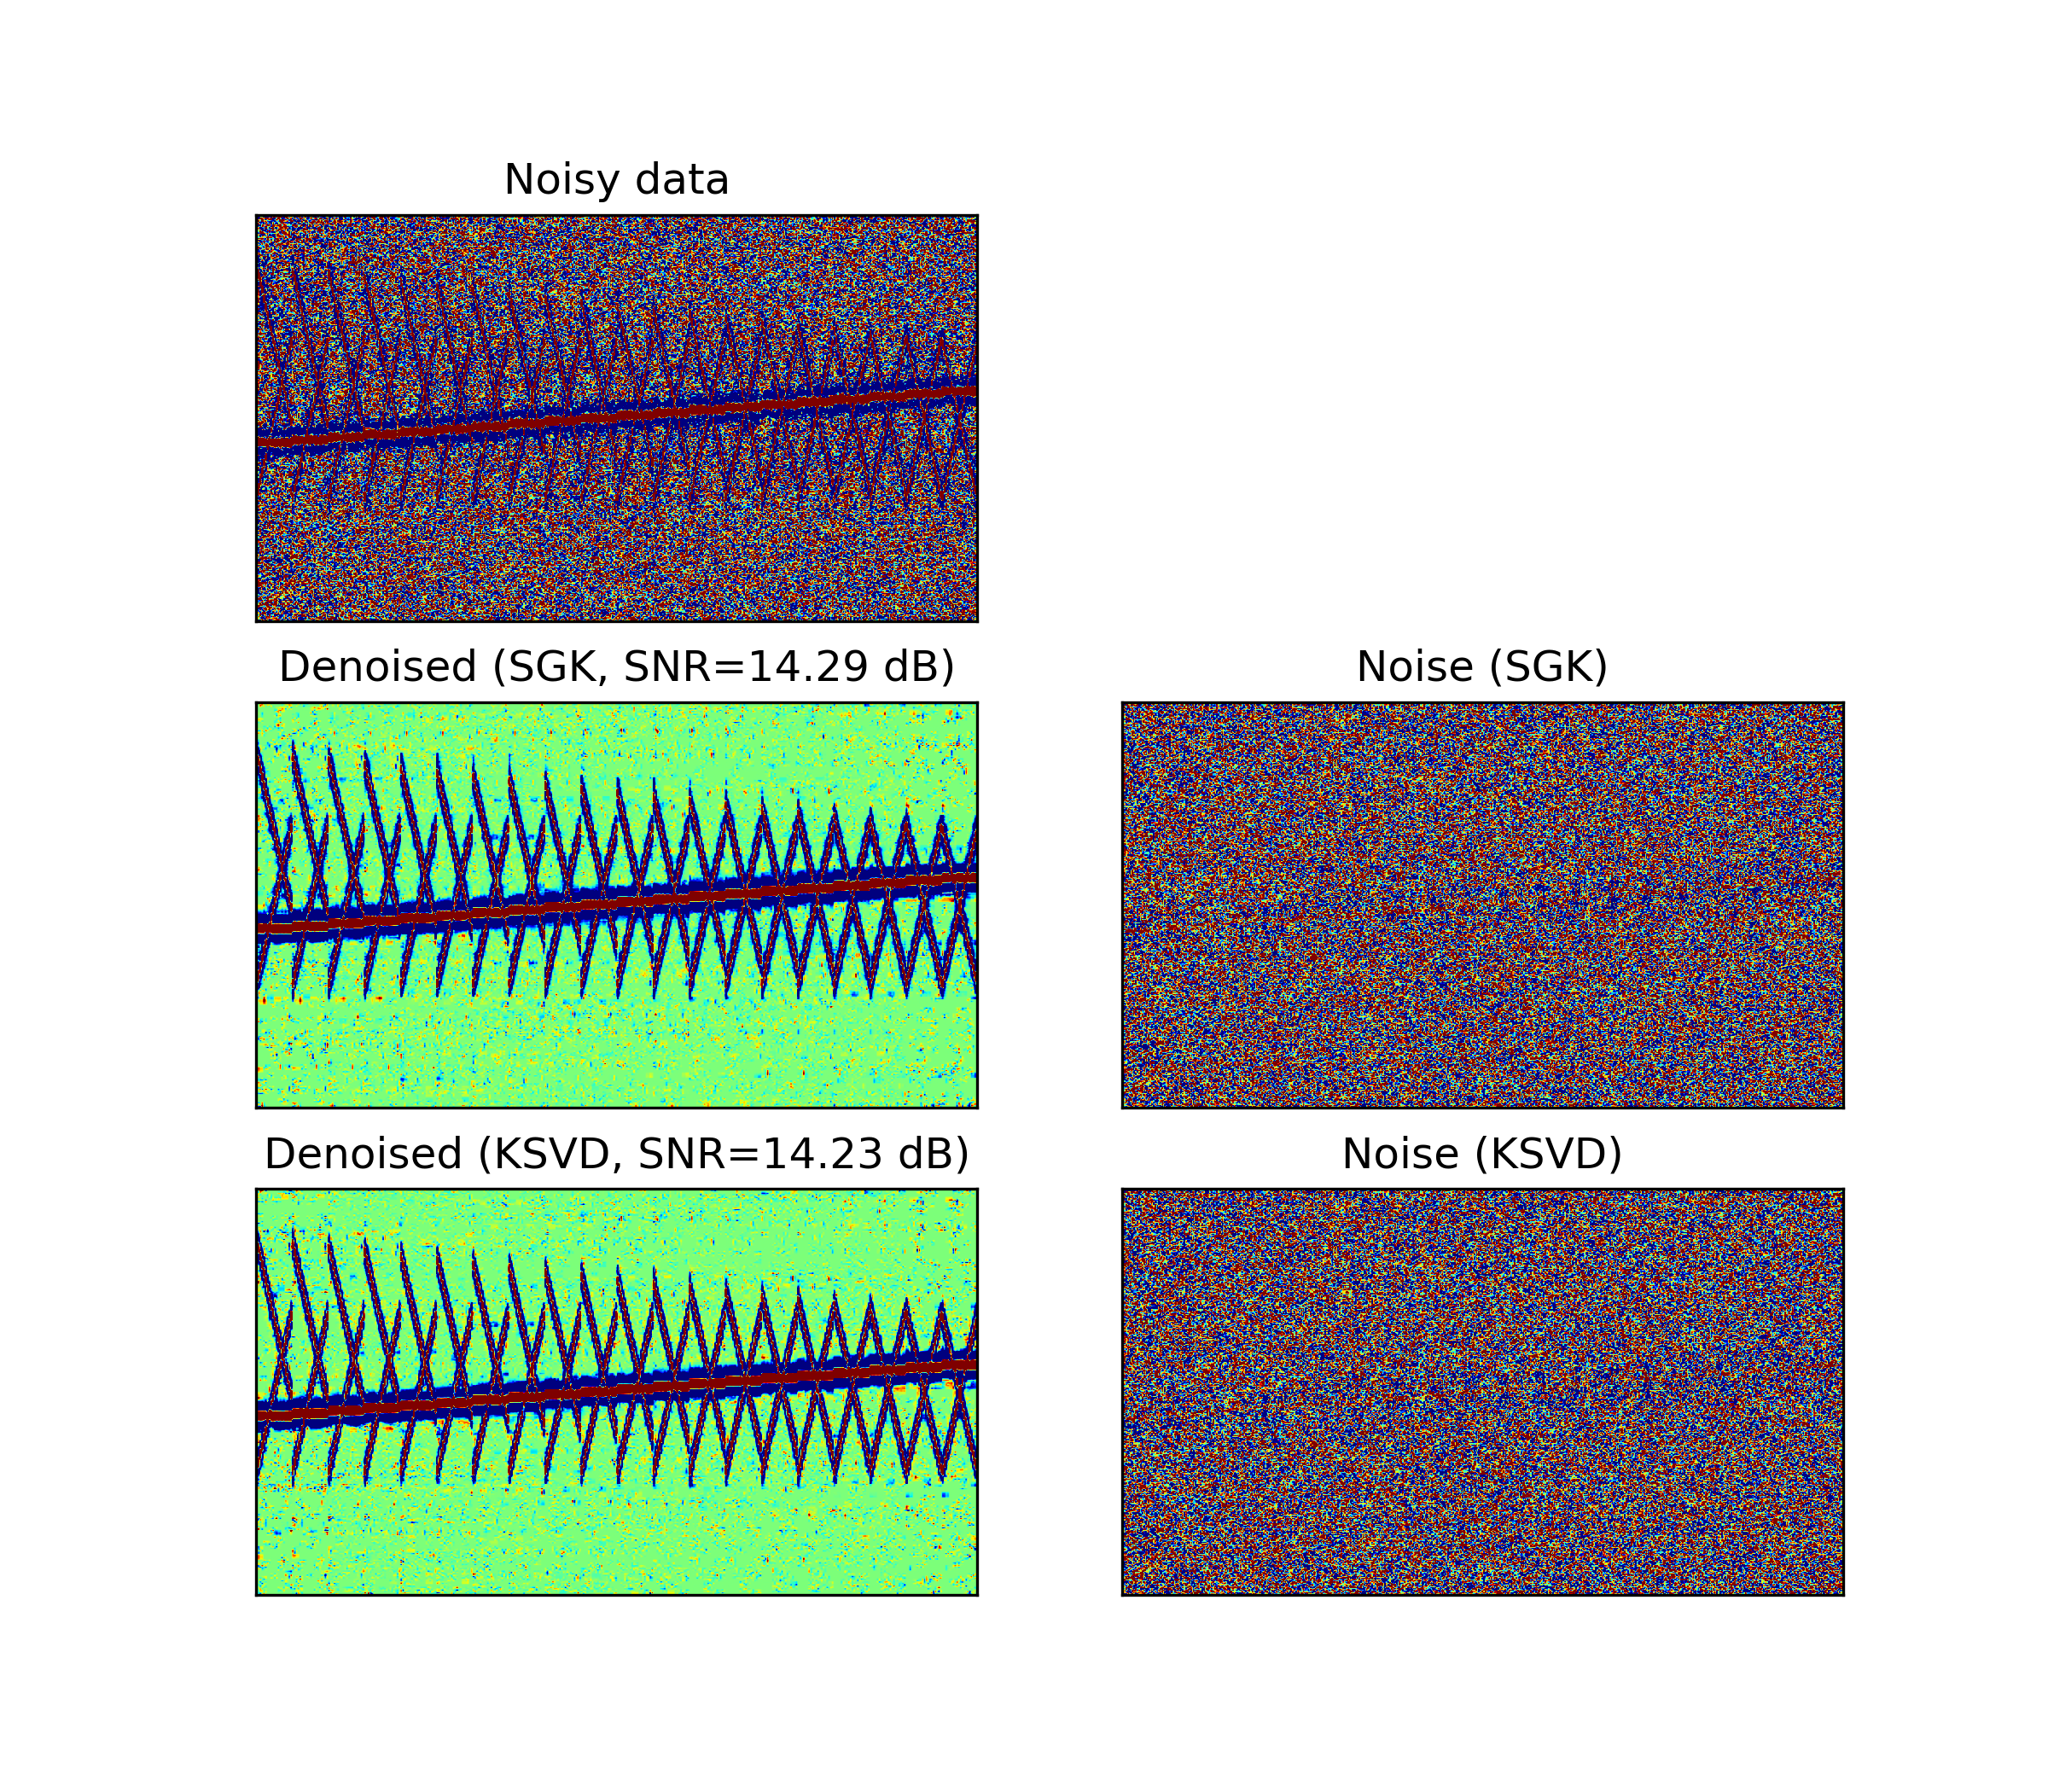 Noisy data
Denoised (SGK, SNR=14.29 dB)
Noise (SGK)
Denoised (KSVD, SNR=14.23 dB)
Noise (KSVD)